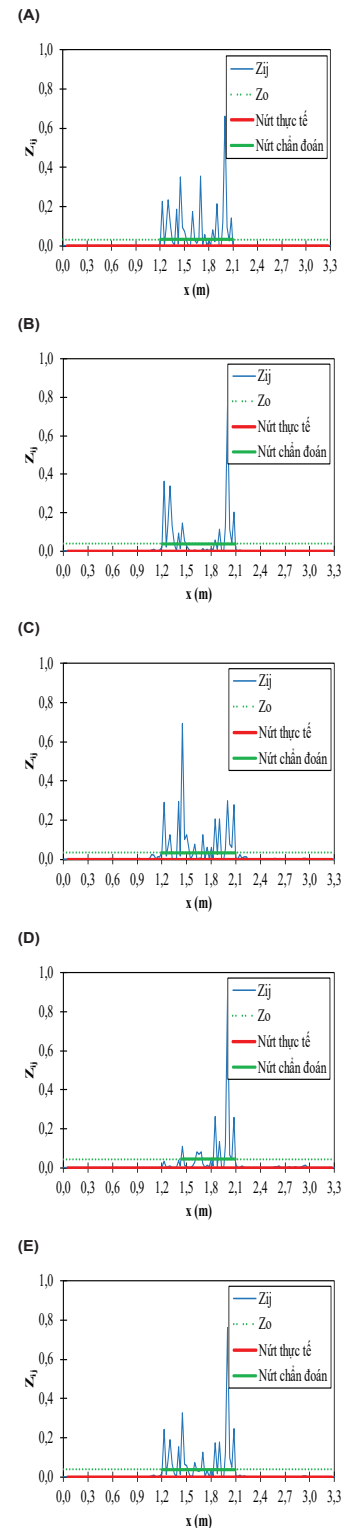 (A)
1,0
0,8
0,6
0,4
0,2
0,0
Zij
Zij
Zo
Nứt thực tế
Nứt chẩn đoán
0,0 0,3 0,6 0,9 1,2 1,5 1,8 2,1 2,4 2,7 3,0 3,3
x (m)
(B)
1,0
0,8
0,6
0,4
0,2
0,0
Zij
Zij
Zo
Nứt thực tế
Nứt chẩn đoán
0,0 0,3 0,6 0,9 1,2 1,5 1,8 2,1 2,4 2,7 3,0 3,3
x (m)
(C)
1,0
0,8
0,6
0,4
0,2
0,0
Zij
Zij
Zo
Nứt thực tế
Nứt chẩn đoán
0,0 0,3 0,6 0,9 1,2 1,5 1,8 2,1 2,4 2,7 3,0 3,3
x (m)
(D)
1,0
0,8
0,6
0,4
0,2
0,0
Zij
Zij
Zo
Nứt thực tế
Nứt chẩn đoán
0,0 0,3 0,6 0,9 1,2 1,5 1,8 2,1 2,4 2,7 3,0 3,3
x (m)
(E)
1,0
0,8
0,6
0,4
0,2
0,0
Zij
Zij
Zo
Nứt thực tế
Nứt chẩn đoán
0,0 0,3 0,6 0,9 1,2 1,5 1,8 2,1 2,4 2,7 3,0 3,3
x (m)